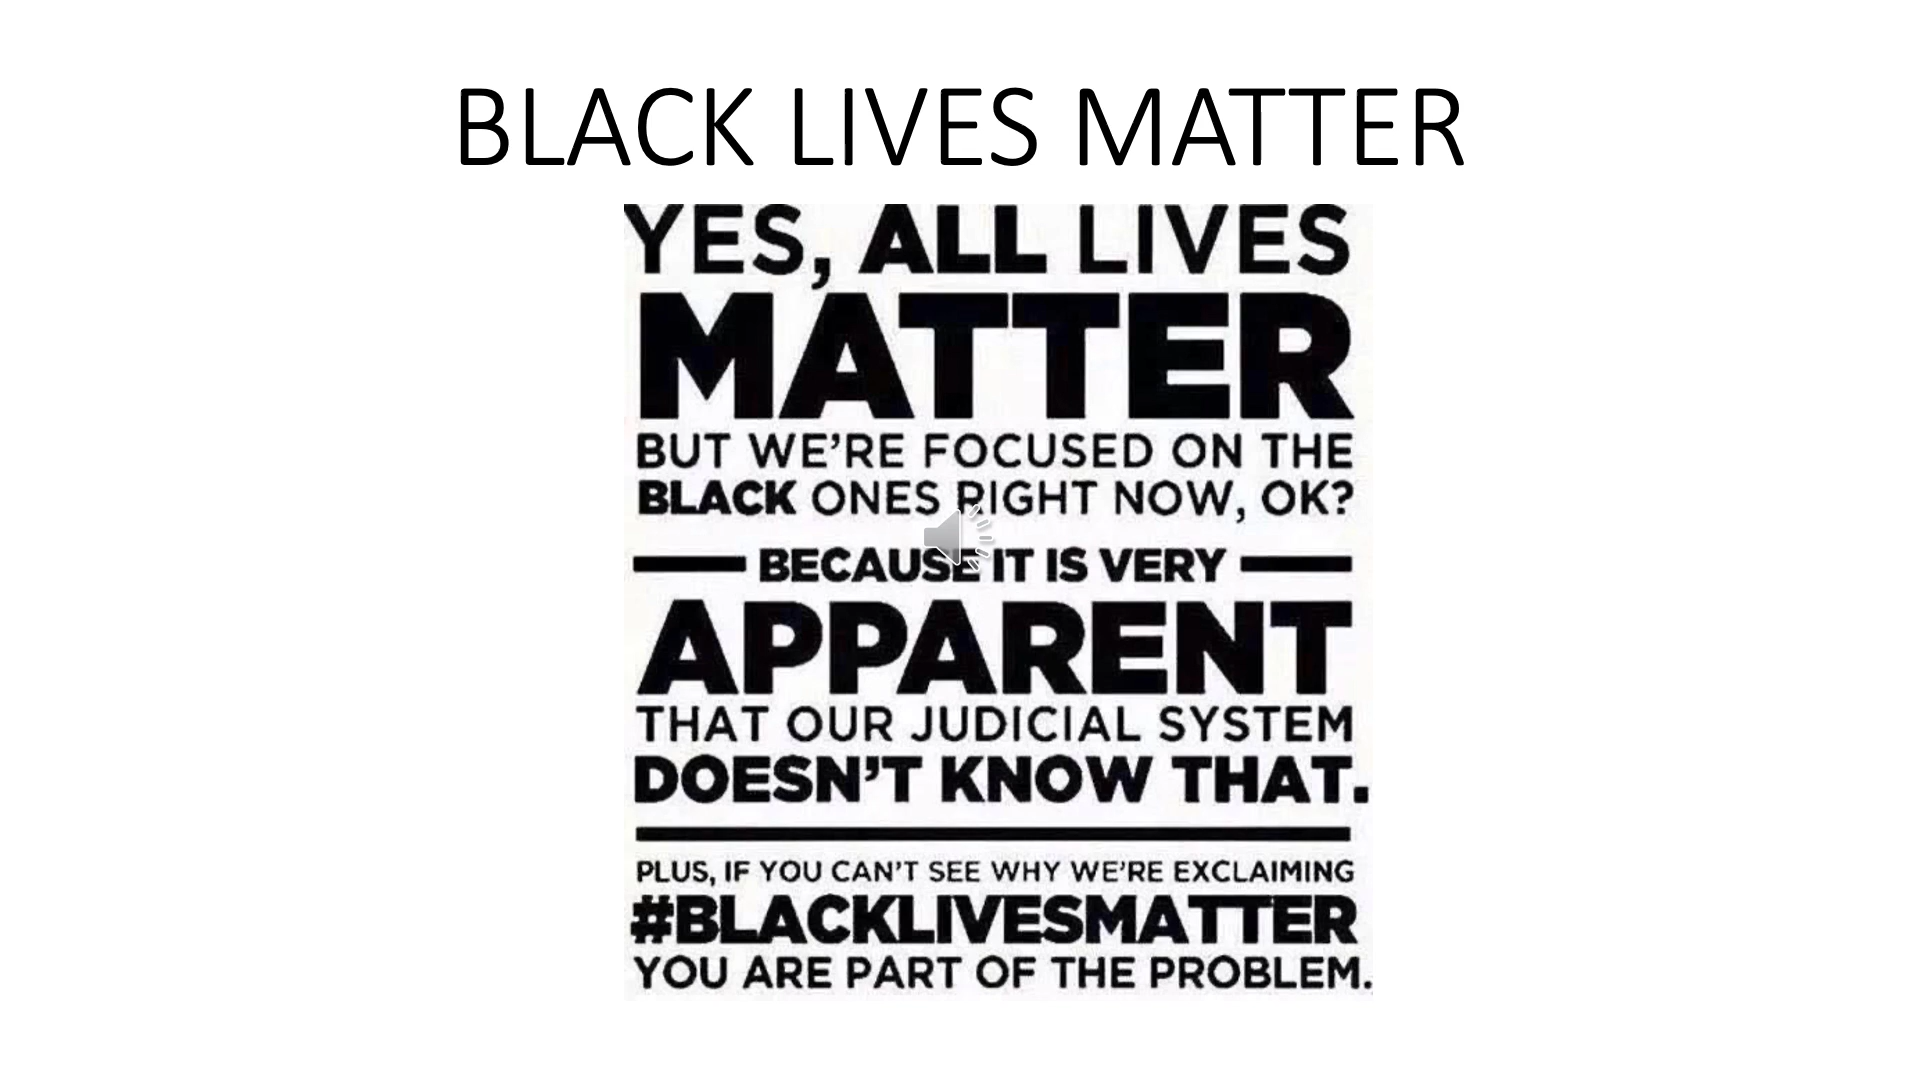 BLACK LIVES MATTER
YES, ALL LIVES
MATTER
BUT WE'RE FOCUSED ON THE
BLACK ONES RIGHT NOW, OK?
BECAUSE IT IS VERY
APPARENT
THAT OUR JUDICIAL SYSTEM
DOESN'T KNOW THAT.
PLUS, IF YOU CAN'T SEE WHY WE'RE EXCLAIMING
#BLACKLIVESMATTER
YOU ARE PART OF THE PROBLEM.